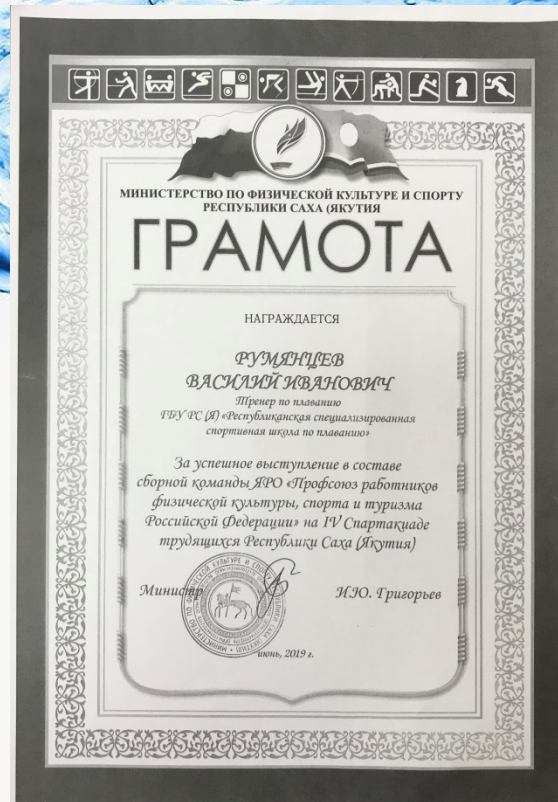 МИНИСТЕРСТВО ПО ФИЗИЧЕСКОЙ КУЛЬТУРЕ И СПОРТУ
РЕСПУБЛИКИ САХА (ЯКУТИЯ
ГРАМОТА
НАГРАЖДАЕТСЯ
РУМЯНЦЕВ
ВАСИЛИЙ ИВАНОВИЧ
Тренер по плаванию
ГБУ РС (Я) «Республиканская специализированная
спортивная школа по плаванию»
За успешное выступление в составе
сборной команды ЯРО «Профсоюз работников
физической культуры, спорта и туризма
Российской Федерации» на IV Спартакиаде
трудящихся Республики Саха (Якутия)
Министр И.Ю. Григорьев
июнь, 2019 г.